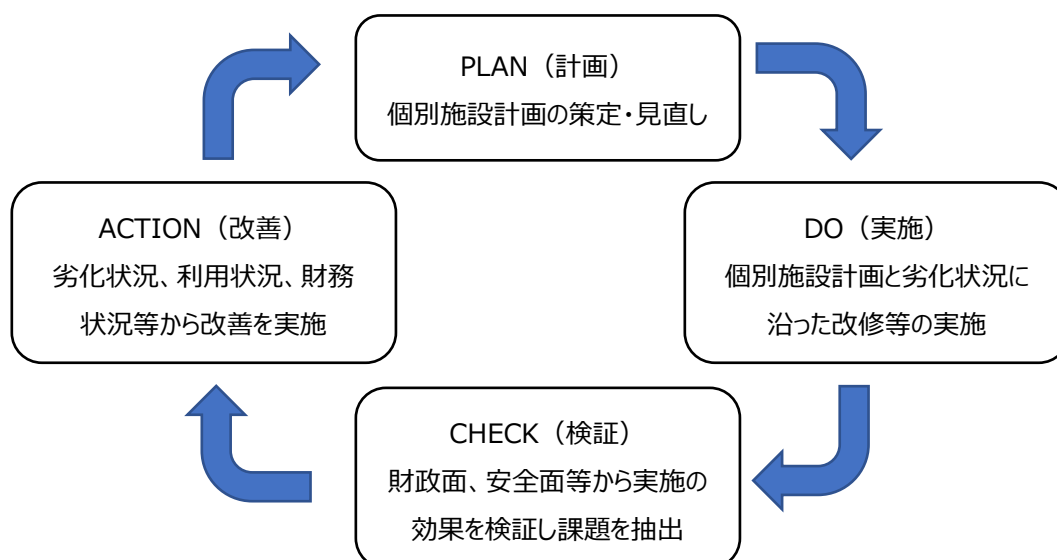 PLAN（計画）
個別施設計画の策定・見直し
ACTION（改善）
劣化状況、利用状況、財務
状況等から改善を実施
DO（実施）
個別施設計画と劣化状況に
沿った改修等の実施
CHECK（検証）
財政面、安全面等から実施の
効果を検証し課題を抽出